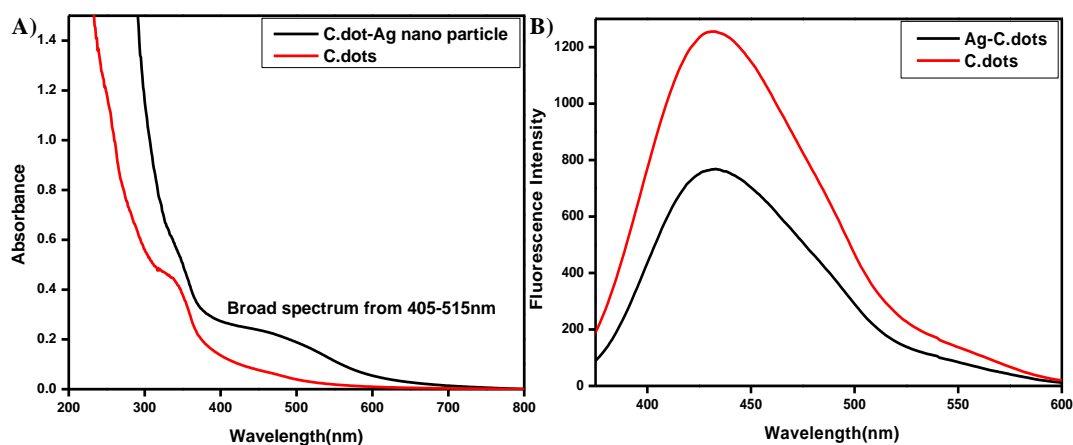 A)
C.dot-Ag nano particle
C.dots
Broad spectrum from 405-515nm
Absorbance
1.4
1.2
1.0
0.8
0.6
0.4
0.2
0.0
200 300 400 500 600 700 800
Wavelength(nm)
B)
Ag-C.dots
C.dots
Fluorescence Intensity
1200
1000
800
600
400
200
0
400 450 500 550 600
Wavelength(nm)